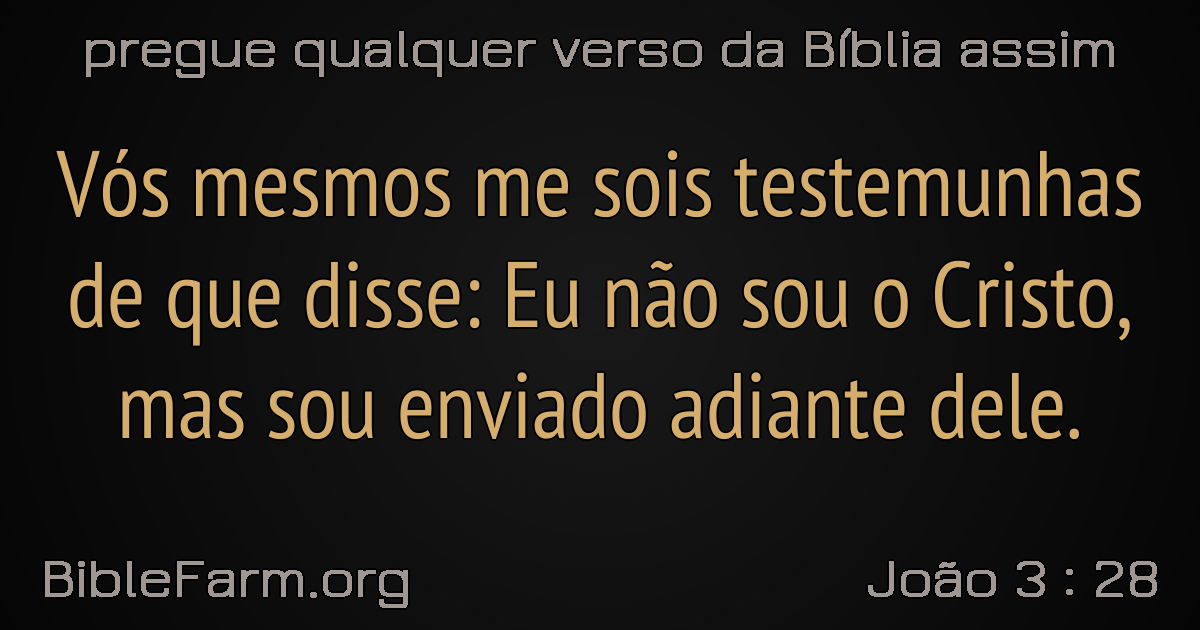 pregue qualquer verso da Bíblia assim
Vós mesmos me sois testemunhas
de que disse: Eu não sou o Cristo,
mas sou enviado adiante dele.
BibleFarm.org
João 3 : 28